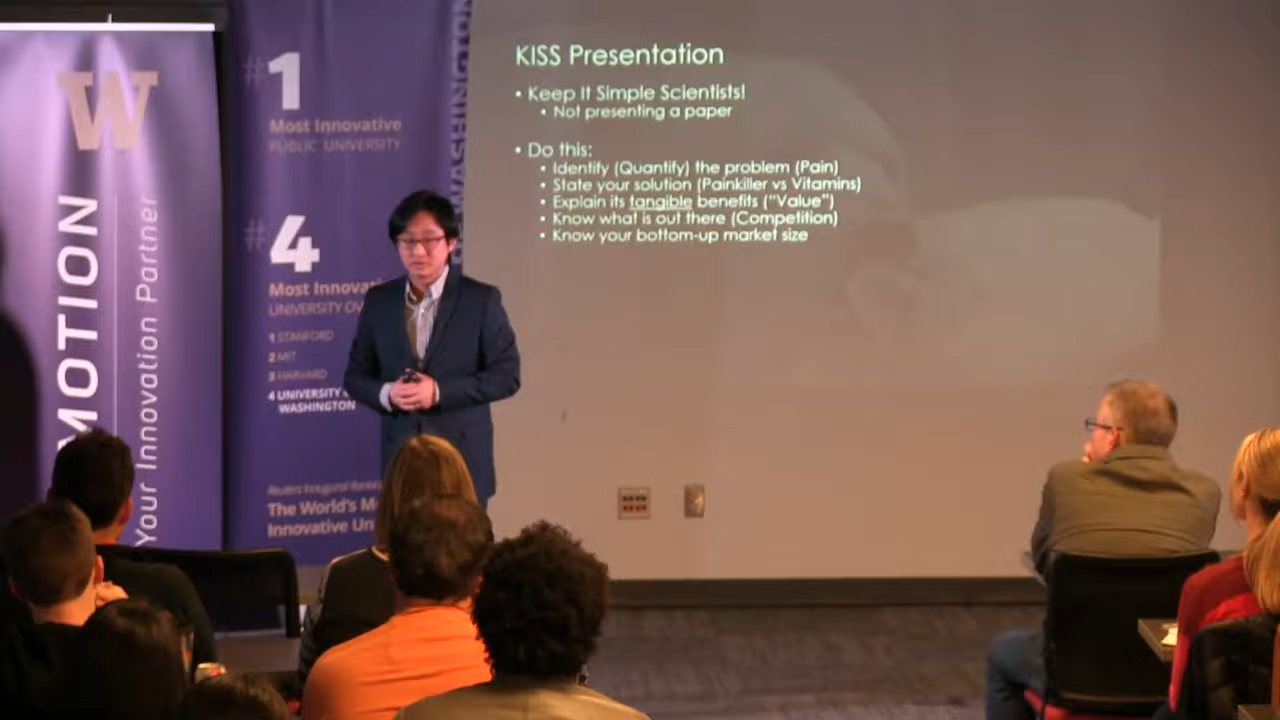 W
MOTION
Your Innovation Partner
#1
Most Innovative
PUBLIC UNIVERSITY
#4
Most Innovati
UNIVERSITY OV
1 STANFORD
2 MIT
3 HARVARD
4 UNIVERSITY
WASHINGTON
The World's M
Innovative Un
WASHINGTON
KISS Presentation
• Keep It Simple Scientists!
• Not presenting a paper
• Do this:
• Identify (Quantify) the problem (Pain)
• State your solution (Painkiller vs Vitamins)
• Explain its tangible benefits ("Value")
• Know what is out there (Competition)
• Know your bottom-up market size